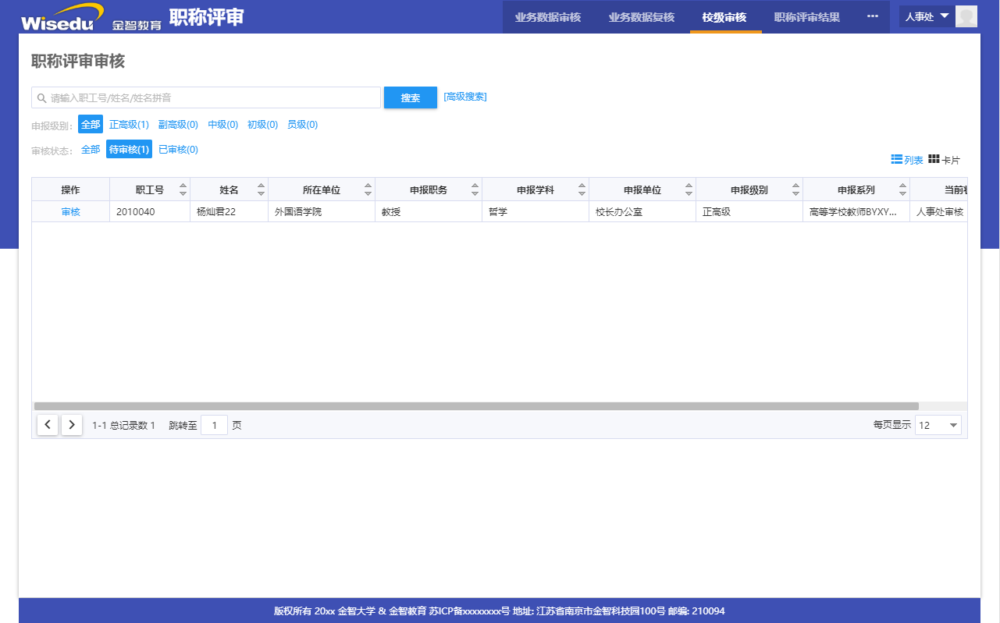 Wisedu 金智教育 职称评审 业务数据审核 业务数据复核 校级审核 职称评审结果 ··· 人事处
职称评审审核
请输入职工号/姓名/姓名拼音 搜索 [高级搜索]
申报级别: 全部 正高级(1) 副高级(0) 中级(0) 初级(0) 员级(0)
审核状态: 全部 待审核(1) 已审核(0)
列表 卡片
操作 职工号 姓名 所在单位 申报职务 申报学科 申报单位 申报级别 申报系列 当前
审核 2010040 杨灿君22 外国语学院 教授 哲学 校长办公室 正高级 高等学校教师BYXY... 人事处审核
1-1 总记录数 1 跳转至 1 页 每页显示 12
版权所有 20xx 金智大学 & 金智教育 苏ICP备xxxxxxxx号 地址: 江苏省南京市金智科技园100号 邮编: 210094